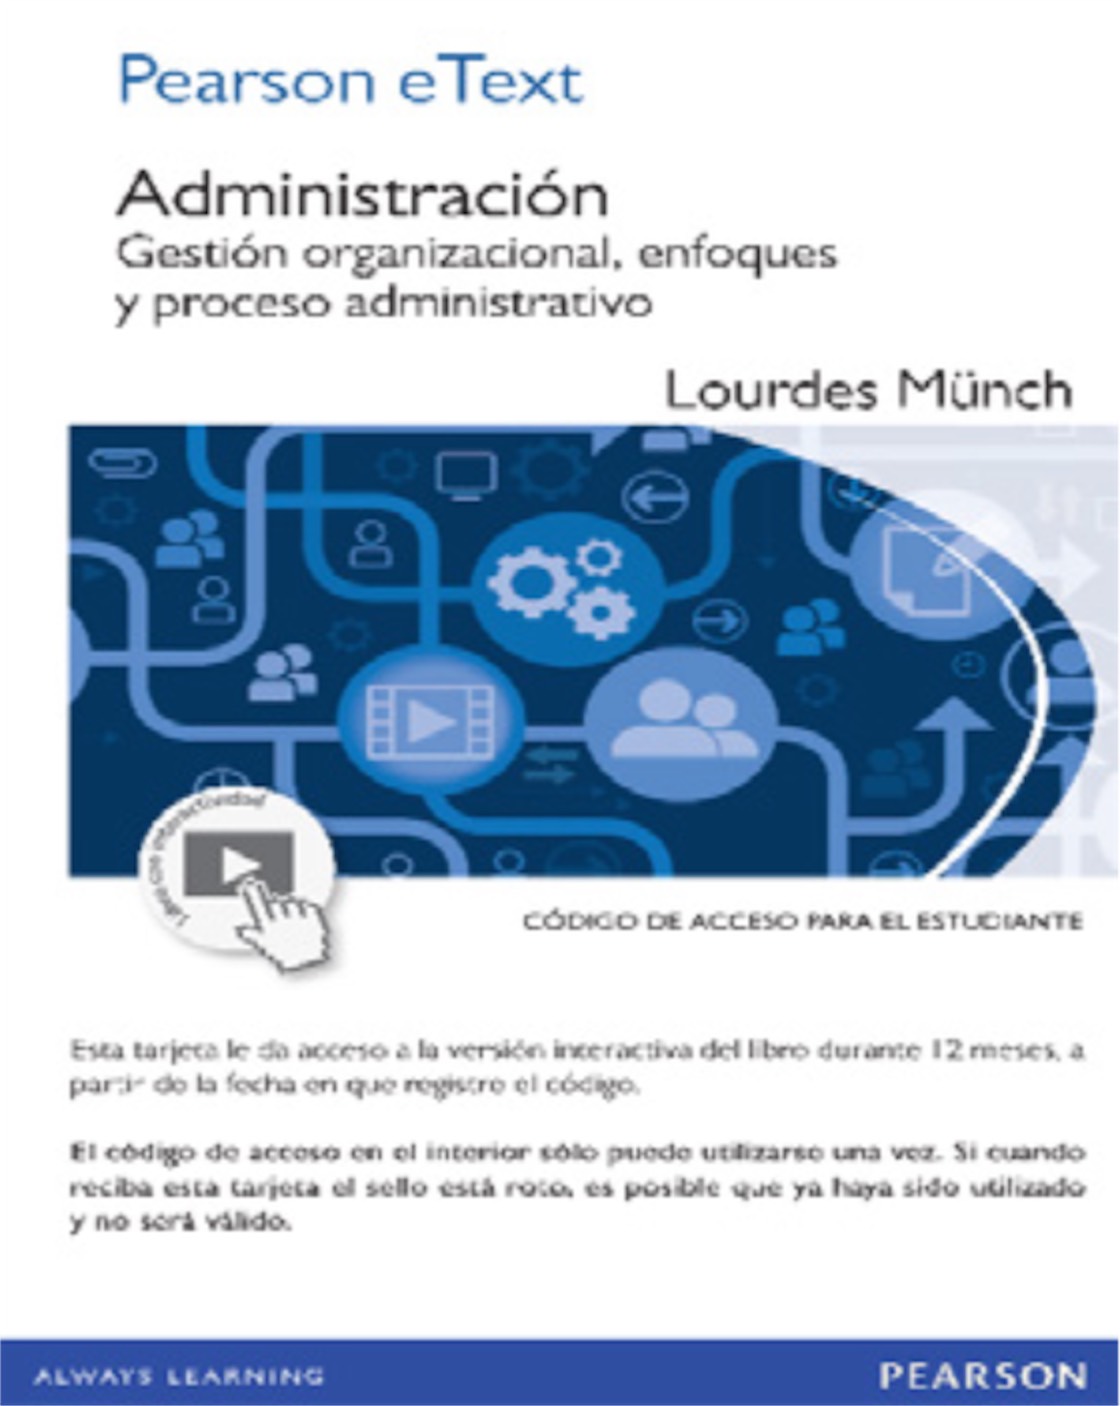 Pearson eText
Administración
Gestión organizacional, enfoques
y proceso administrativo
Lourdes Münch
Libro con interactividad
CÓDIGO DE ACCESO PARA EL ESTUDIANTE
Esta tarjeta le da acceso a la versión interactiva del libro durante 12 meses, a
partir de la fecha en que registre el código.
El código de acceso en el interior sólo puede utilizarse una vez. Si cuando
reciba esta tarjeta el sello está roto, es posible que ya haya sido utilizado
y no será válido.
ALWAYS LEARNING
PEARSON